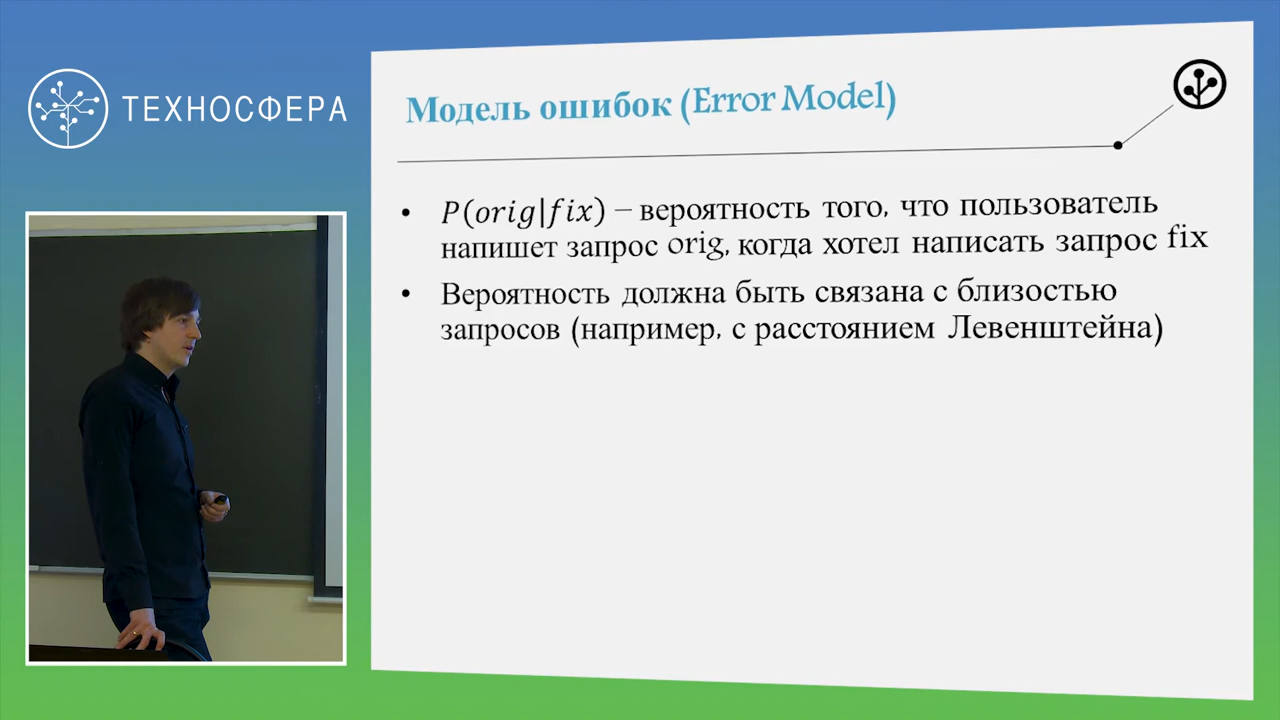 ТЕХНОСФЕРА
Модель ошибок (Error Model)
• P(orig|fix) – вероятность того, что пользователь
напишет запрос orig, когда хотел написать запрос fix
• Вероятность должна быть связана с близостью
запросов (например, с расстоянием Левенштейна)